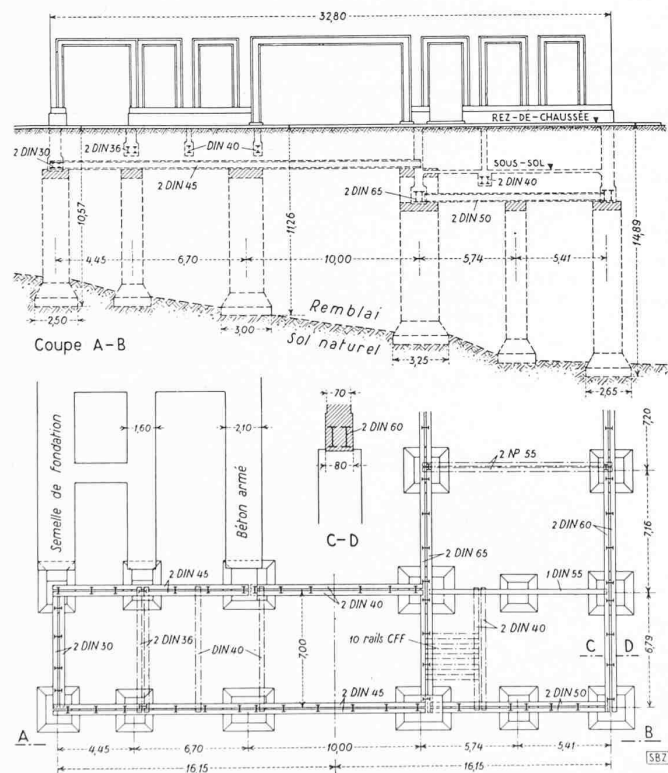 32,80
REZ-DE-CHAUSSÉE
2 DIN 30
2 DIN 36
DIN 40
SOUS-SOL
2 DIN 45
2 DIN 65
2 DIN 40
2 DIN 50
10,57
11,26
14,89
4,45
6,70
10,00
5,74
5,41
2,50
3,00
Remblai
Sol naturel
3,25
2,65
Coupe A-B
Semelle de fondation
1,60
2,10
Béton armé
70
2 DIN 60
80
C-D
7,20
2 NP 55
7,16
2 DIN 60
2 DIN 65
2 DIN 45
2 DIN 40
1 DIN 55
2 DIN 30
2 DIN 36
DIN 40
7,00
10 rails CFF
2 DIN 40
C D
6,79
2 DIN 45
2 DIN 50
A
B
4,45
6,70
10,00
5,74
5,41
16,15
16,15
SBZ